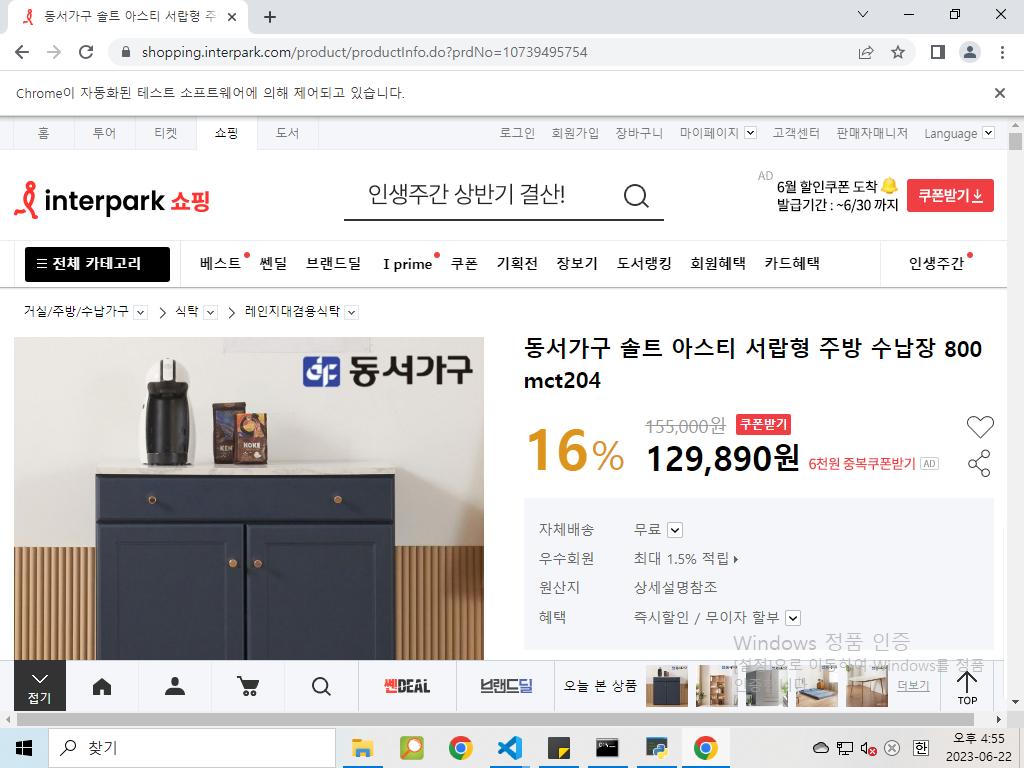 동서가구 솔트 아스티 서랍형 주
shopping.interpark.com/product/productInfo.do?prdNo=10739495754
Chrome이 자동화된 테스트 소프트웨어에 의해 제어되고 있습니다.
홈 투어 티켓 쇼핑 도서 로그인 회원가입 장바구니 마이페이지 고객센터 판매자매니저 Language
interpark 쇼핑
인생주간 상반기 결산!
AD
6월 할인쿠폰 도착
발급기간 : ~6/30 까지
쿠폰받기
전체 카테고리 베스트 쎈딜 브랜드딜 I prime 쿠폰 기획전 장보기 도서랭킹 회원혜택 카드혜택 인생주간
거실/주방/수납가구 식탁 레인지대겸용식탁
동서가구
동서가구 솔트 아스티 서랍형 주방 수납장 800
mct204
155,000원 쿠폰받기
16% 129,890원 6천원 중복쿠폰받기 AD
자체배송 무료
우수회원 최대 1.5% 적립
원산지 상세설명참조
혜택 즉시할인 / 무이자 할부
Windows 정품 인증
[설정]으로 이동하여 Windows를 정품
접기
쎈DEAL 브랜드딜 오늘 본 상품 더보기
TOP
찾기
오후 4:55
2023-06-22
한